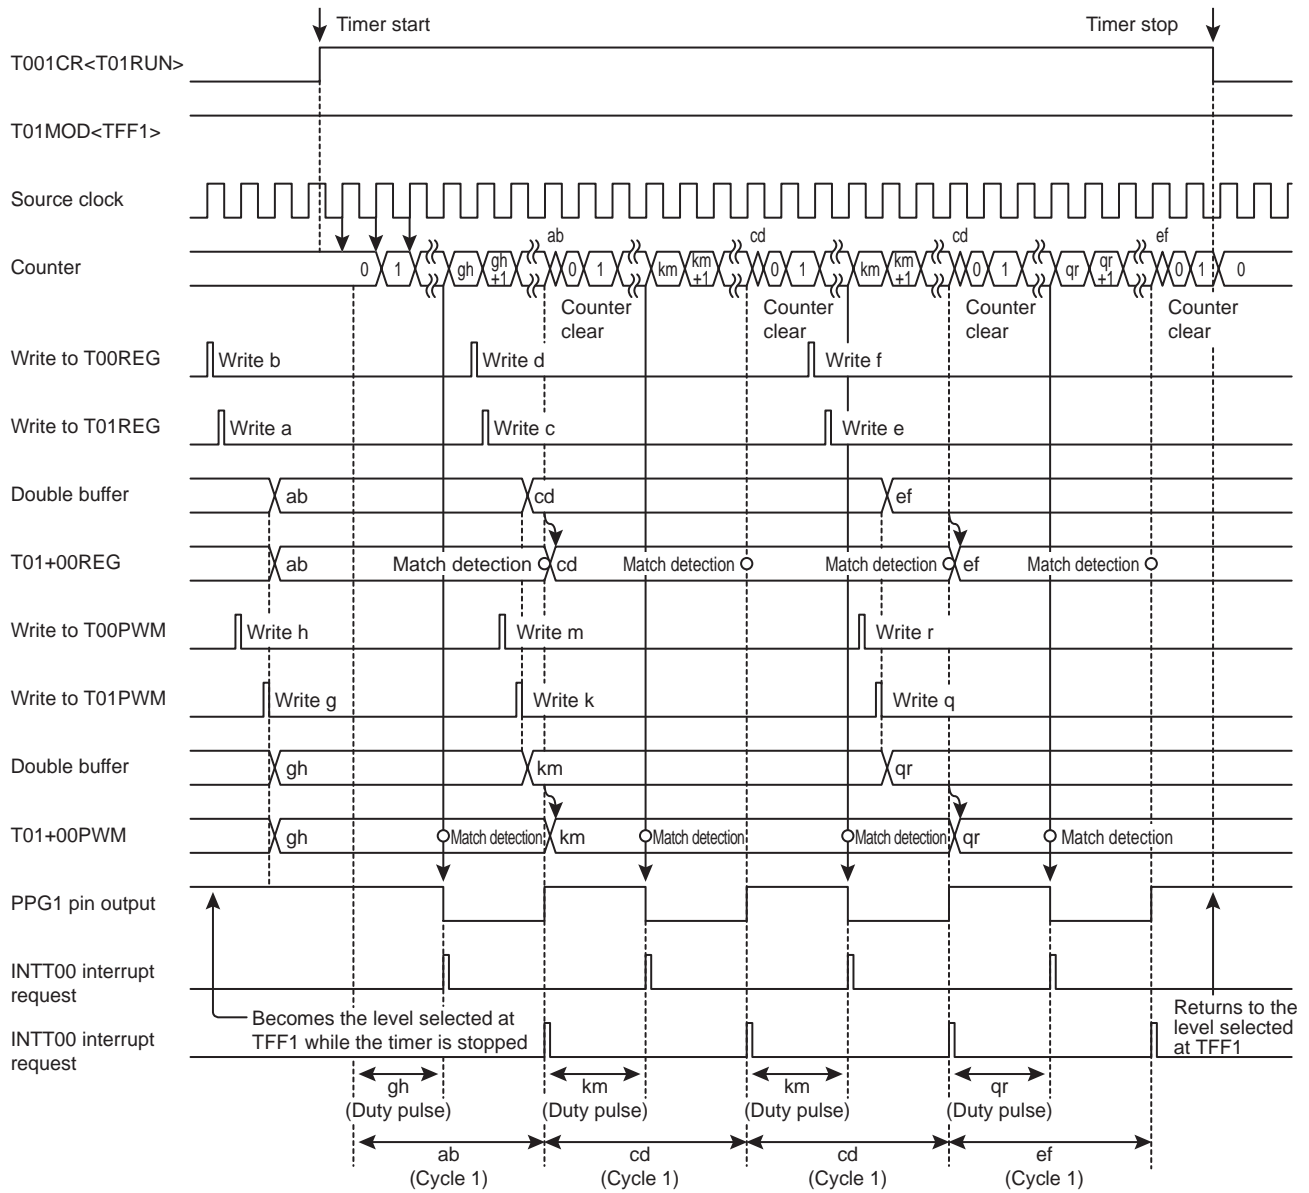 Timer start
Timer stop
T001CR<T01RUN>
T01MOD<TFF1>
Source clock
ab cd cd ef
Counter
0 1 gh gh +1 0 1 km km +1 0 1 km km +1 0 1 qr qr +1 0 1 0
Counter clear
Counter clear
Counter clear
Counter clear
Write to T00REG
Write b
Write d
Write f
Write to T01REG
Write a
Write c
Write e
Double buffer
ab
cd
ef
T01+00REG
ab
Match detection
cd
Match detection
Match detection
ef
Match detection
Write to T00PWM
Write h
Write m
Write r
Write to T01PWM
Write g
Write k
Write q
Double buffer
gh
km
qr
T01+00PWM
gh
Match detection
km
Match detection
Match detection
qr
Match detection
PPG1 pin output
INTT00 interrupt
request
Becomes the level selected at
TFF1 while the timer is stopped
Returns to the
level selected
at TFF1
INTT00 interrupt
request
gh
(Duty pulse)
km
(Duty pulse)
km
(Duty pulse)
qr
(Duty pulse)
ab
(Cycle 1)
cd
(Cycle 1)
cd
(Cycle 1)
ef
(Cycle 1)